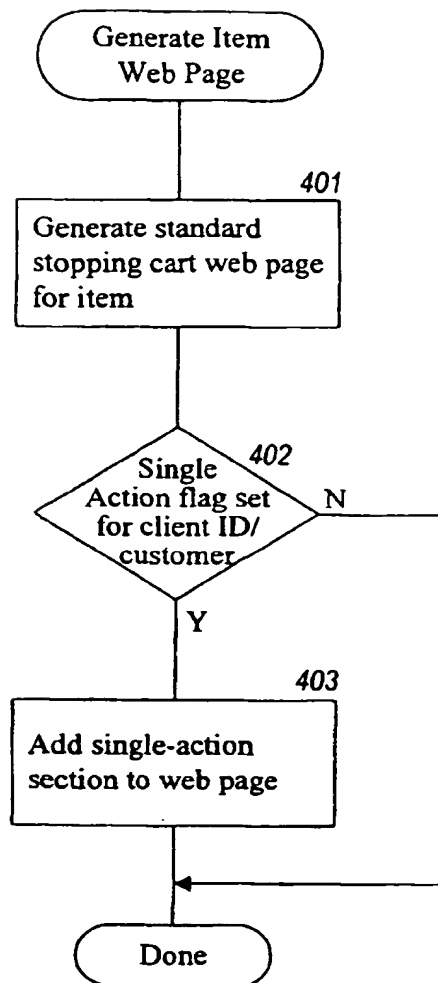 Generate Item
Web Page
401
Generate standard
stopping cart web page
for item
402
Single
Action flag set
for client ID/
customer
N
Y
403
Add single-action
section to web page
Done